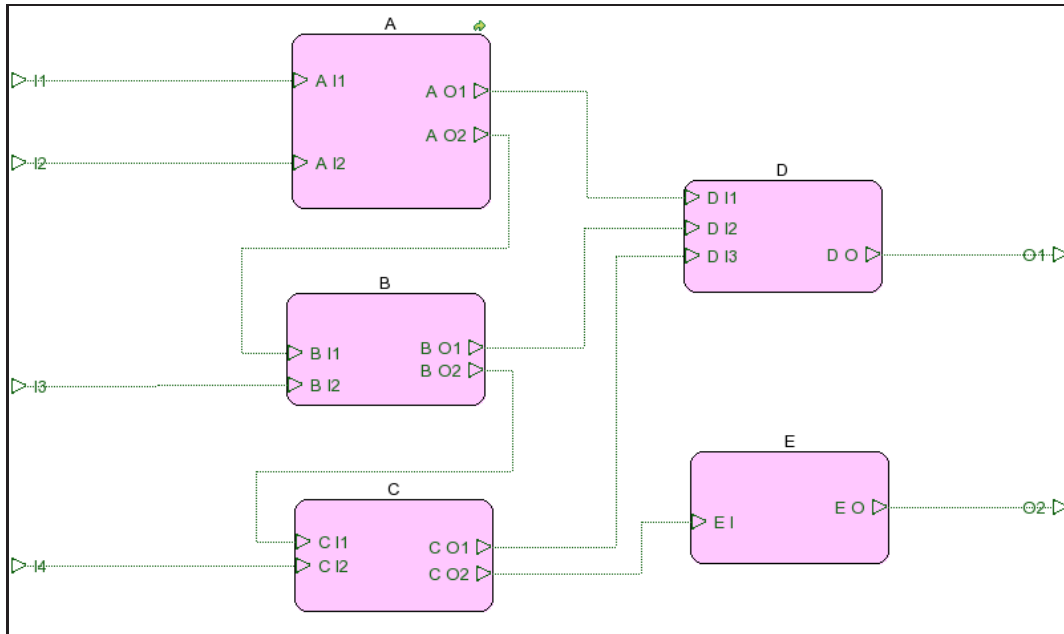 A
I1
A I1
A O1
A O2
I2
A I2
D
D I1
D I2
D I3
D O
O1
B
B I1
B O1
B O2
I3
B I2
E
C
E O
O2
E I
C I1
C O1
I4
C I2
C O2